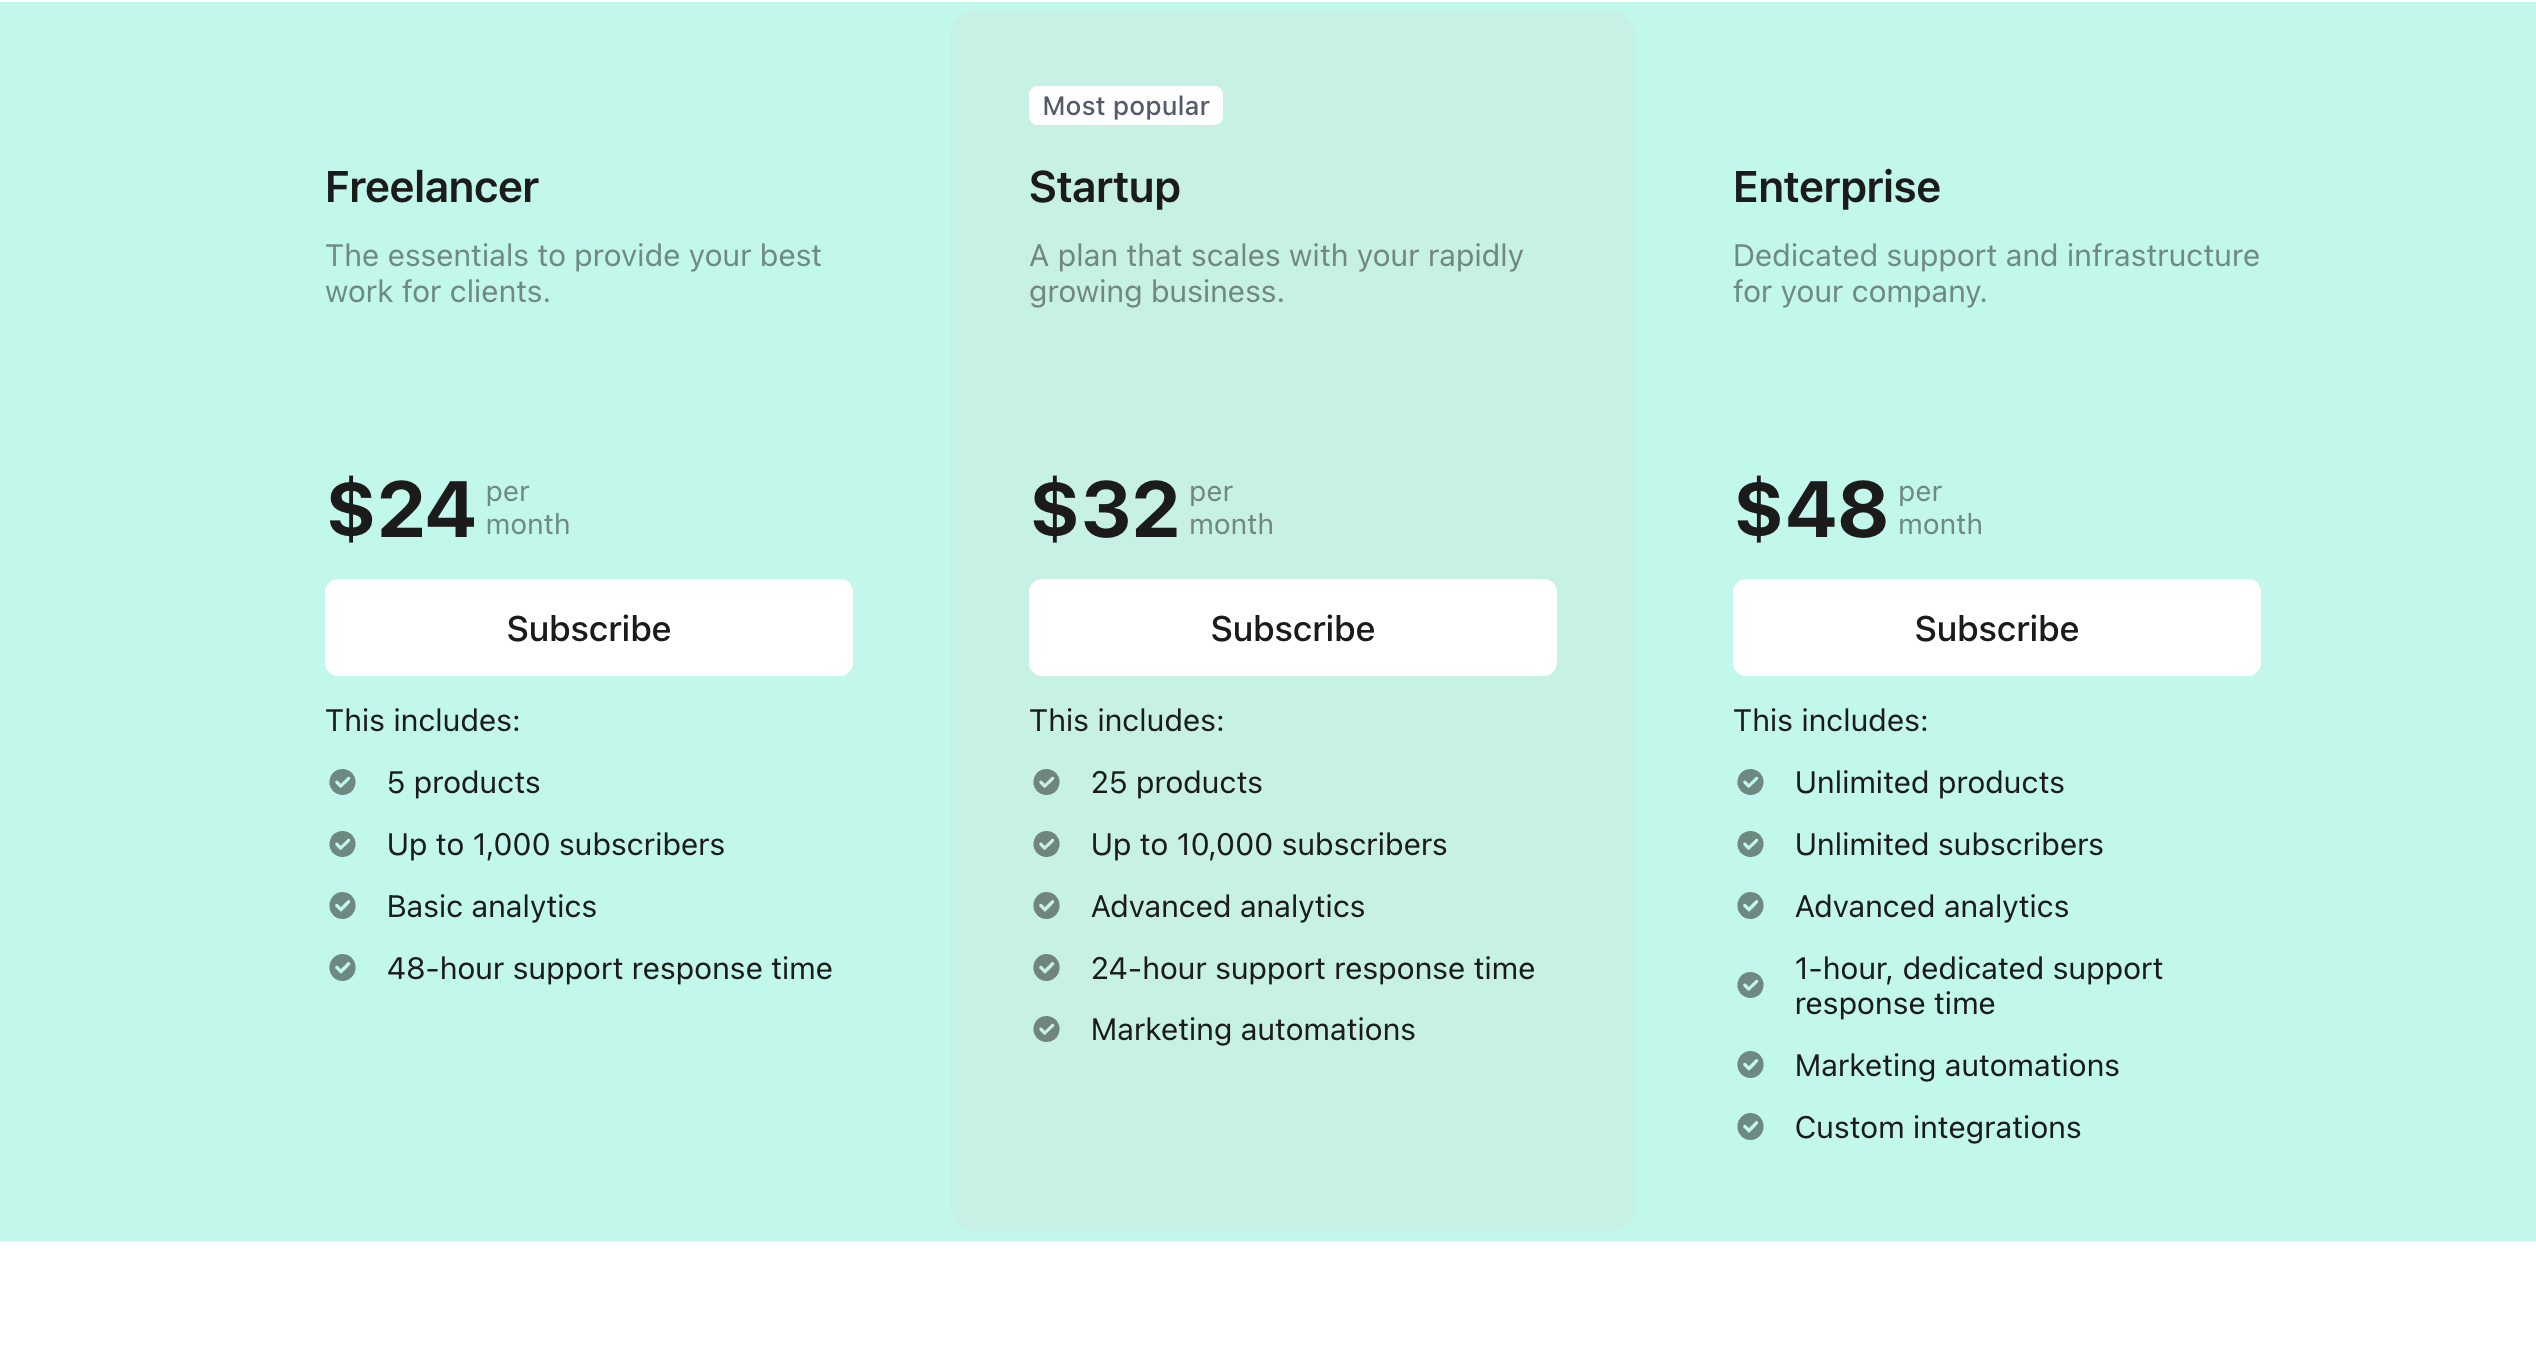 Freelancer
The essentials to provide your best
work for clients.
$24 per
month
Subscribe
This includes:
5 products
Up to 1,000 subscribers
Basic analytics
48-hour support response time
Most popular
Startup
A plan that scales with your rapidly
growing business.
$32 per
month
Subscribe
This includes:
25 products
Up to 10,000 subscribers
Advanced analytics
24-hour support response time
Marketing automations
Enterprise
Dedicated support and infrastructure
for your company.
$48 per
month
Subscribe
This includes:
Unlimited products
Unlimited subscribers
Advanced analytics
1-hour, dedicated support
response time
Marketing automations
Custom integrations